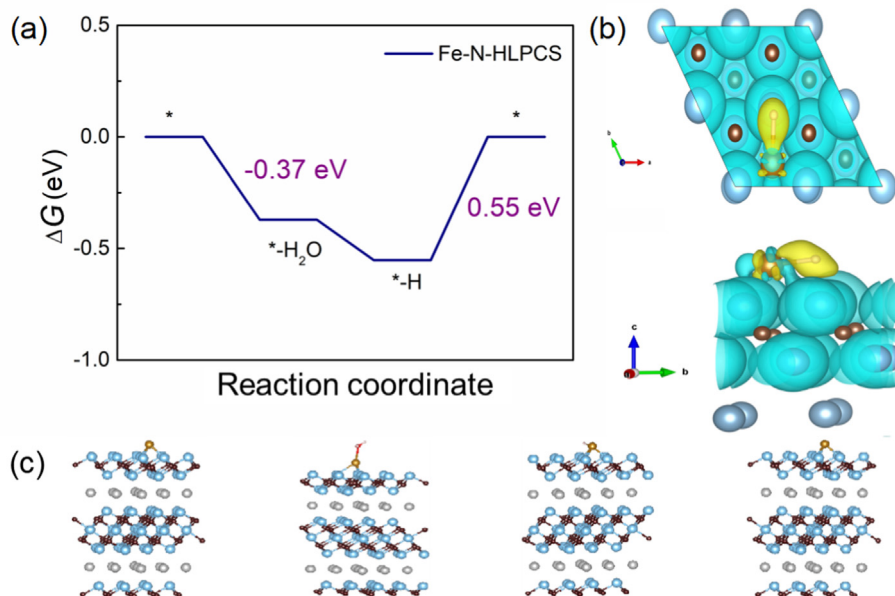 (a)
0.5
0.0
-0.5
-1.0
ΔG (eV)
Fe-N-HLPCS
*
-0.37 eV
*-H₂O
*-H
0.55 eV
*
Reaction coordinate
(b)
b
a
c
b
(c)